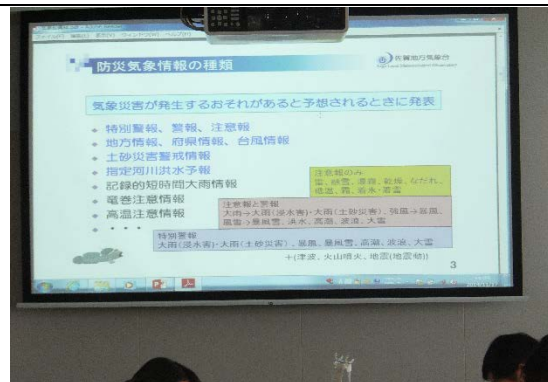 防災気象情報の種類
佐賀地方気象台
気象災害が発生するおそれがあると予想されるときに発表
特別警報、警報、注意報
地方情報、府県情報、台風情報
土砂災害警戒情報
指定河川洪水予報
記録的短時間大雨情報
竜巻注意情報
高温注意情報
・・・
注意報のみ
雷、融雪、濃霧、乾燥、なだれ、
低温、霜、着氷・着雪
注意報と警報
大雨→大雨(浸水害)・大雨(土砂災害)、強風→暴風、
風雪→暴風雪、洪水、高潮、波浪、大雪
特別警報
大雨(浸水害)・大雨(土砂災害)、暴風、暴風雪、高潮、波浪、大雪
+(津波、火山噴火、地震(地震動))
3